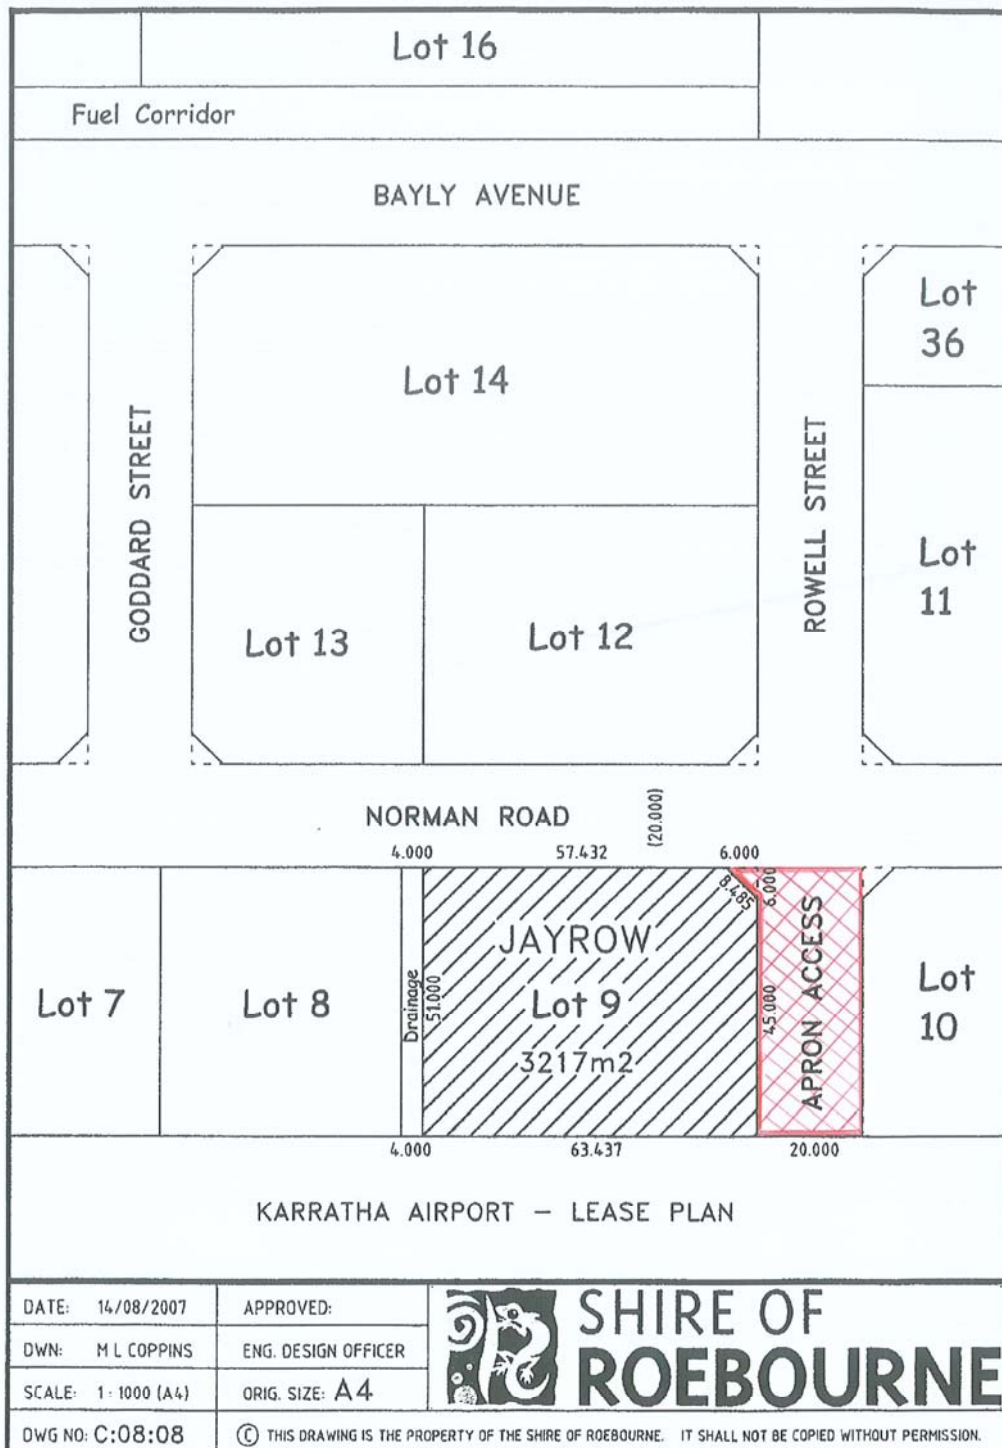 Lot 16
Fuel Corridor
BAYLY AVENUE
Lot
36
Lot 14
GODDARD STREET
ROWELL STREET
Lot
11
Lot 13
Lot 12
NORMAN ROAD
(20.000)
4.000
57.432
6.000
8.485
6.000
JAYROW
APRON ACCESS
Lot 7
Lot 8
Drainage
51.000
Lot 9
45.000
Lot
10
3217m2
4.000
63.437
20.000
KARRATHA AIRPORT – LEASE PLAN
DATE: 14/08/2007
APPROVED:
SHIRE OF
ROEBOURNE
DWN: M L COPPINS
ENG. DESIGN OFFICER
SCALE: 1:1000 (A4)
ORIG. SIZE: A4
DWG NO: C:08:08
© THIS DRAWING IS THE PROPERTY OF THE SHIRE OF ROEBOURNE. IT SHALL NOT BE COPIED WITHOUT PERMISSION.